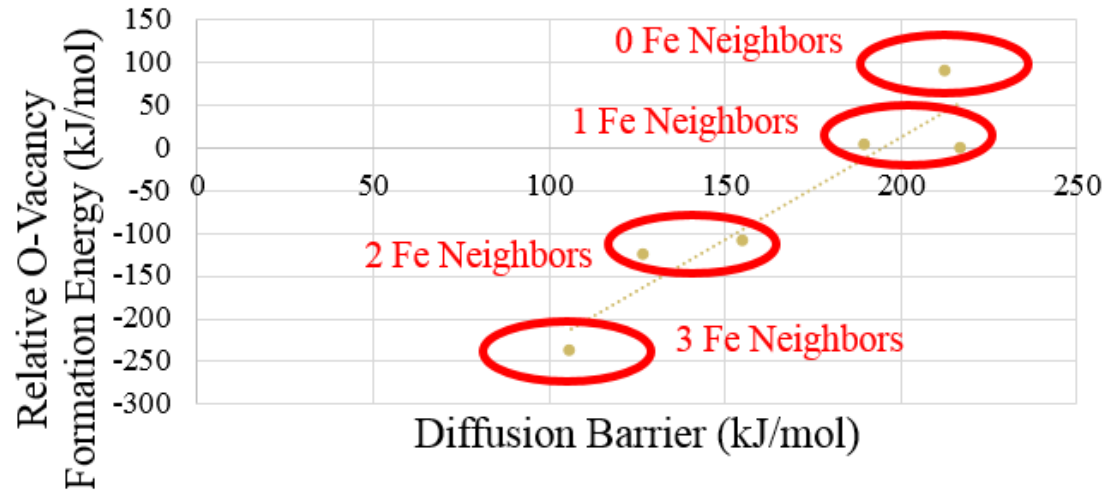 Relative O-Vacancy
Formation Energy (kJ/mol)
150
100
50
0
-50
-100
-150
-200
-250
-300
0 Fe Neighbors
1 Fe Neighbors
2 Fe Neighbors
3 Fe Neighbors
0
50
100
150
200
250
Diffusion Barrier (kJ/mol)